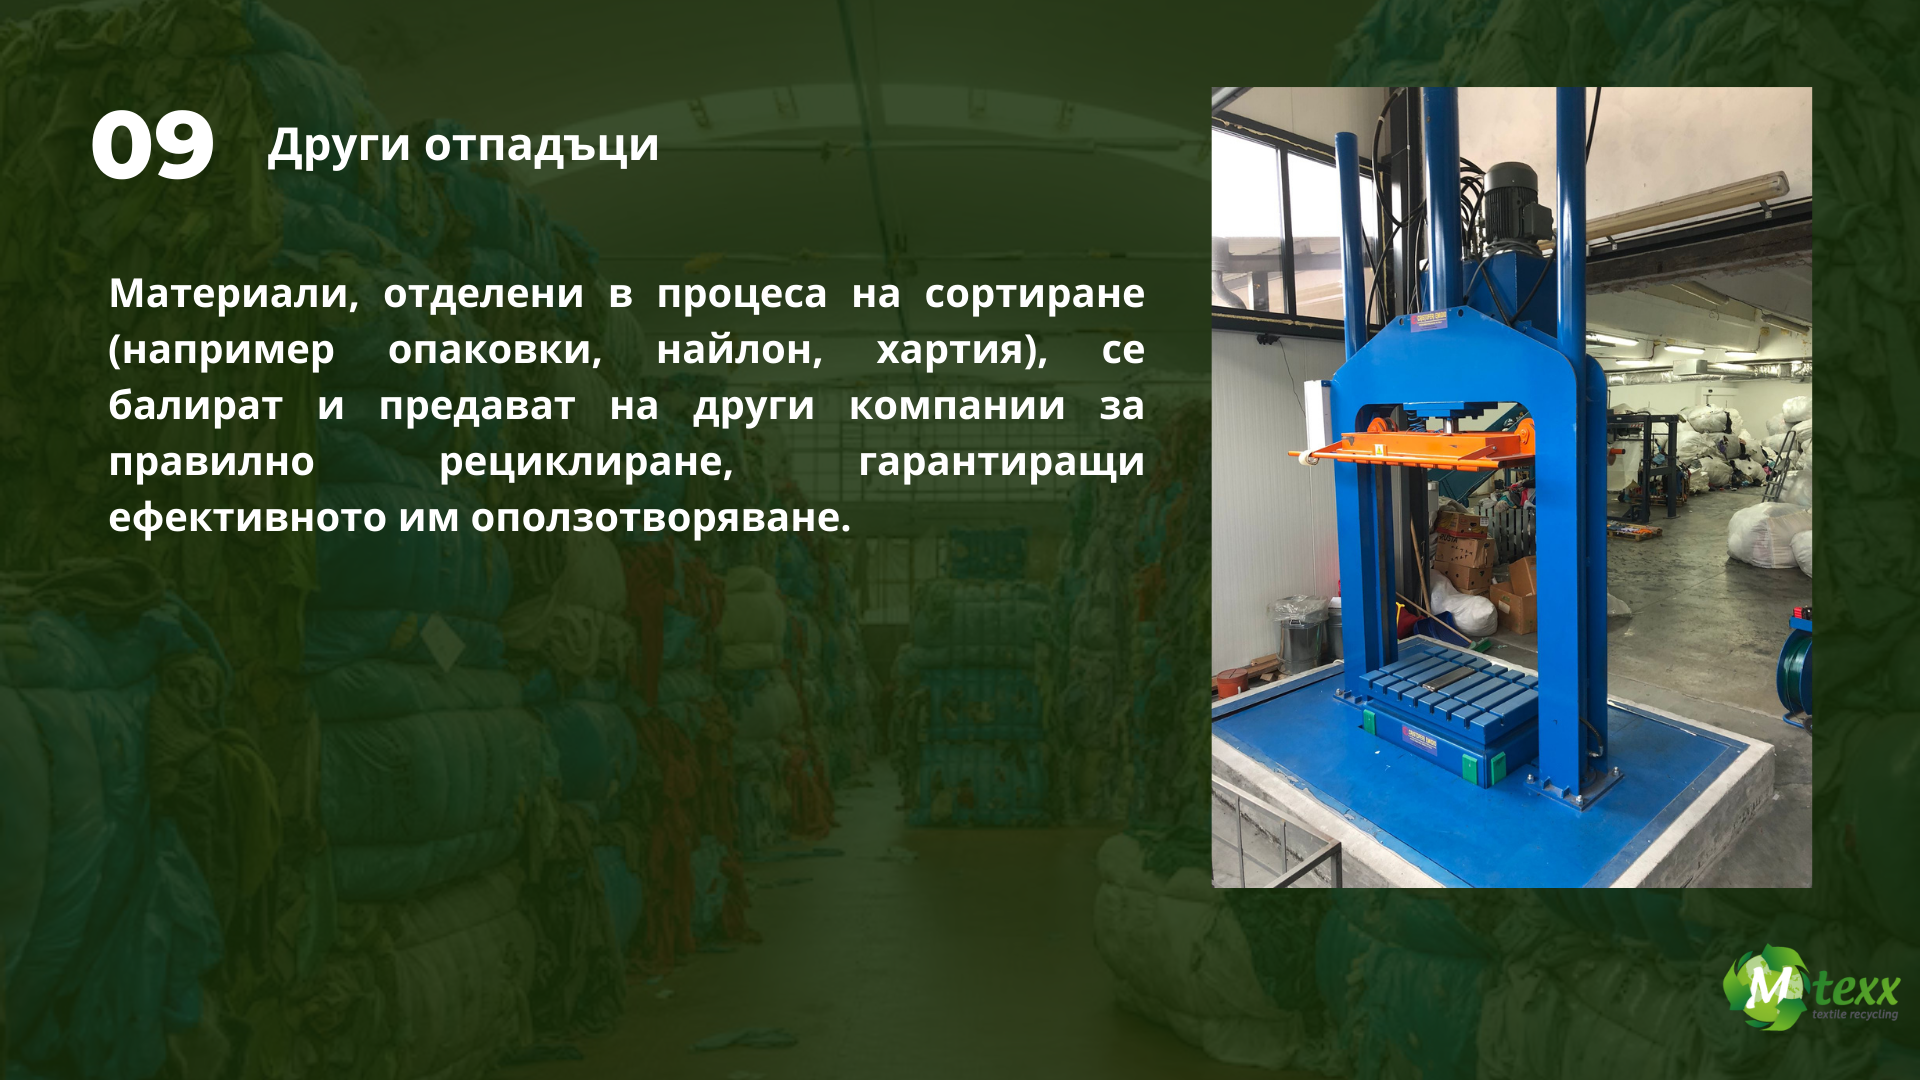 09
Други отпадъци
Материали, отделени в процеса на сортиране
(например опаковки, найлон, хартия), се
балират и предават на други компании за
правилно рециклиране, гарантиращи
ефективното им оползотворяване.
M texx
textile recycling